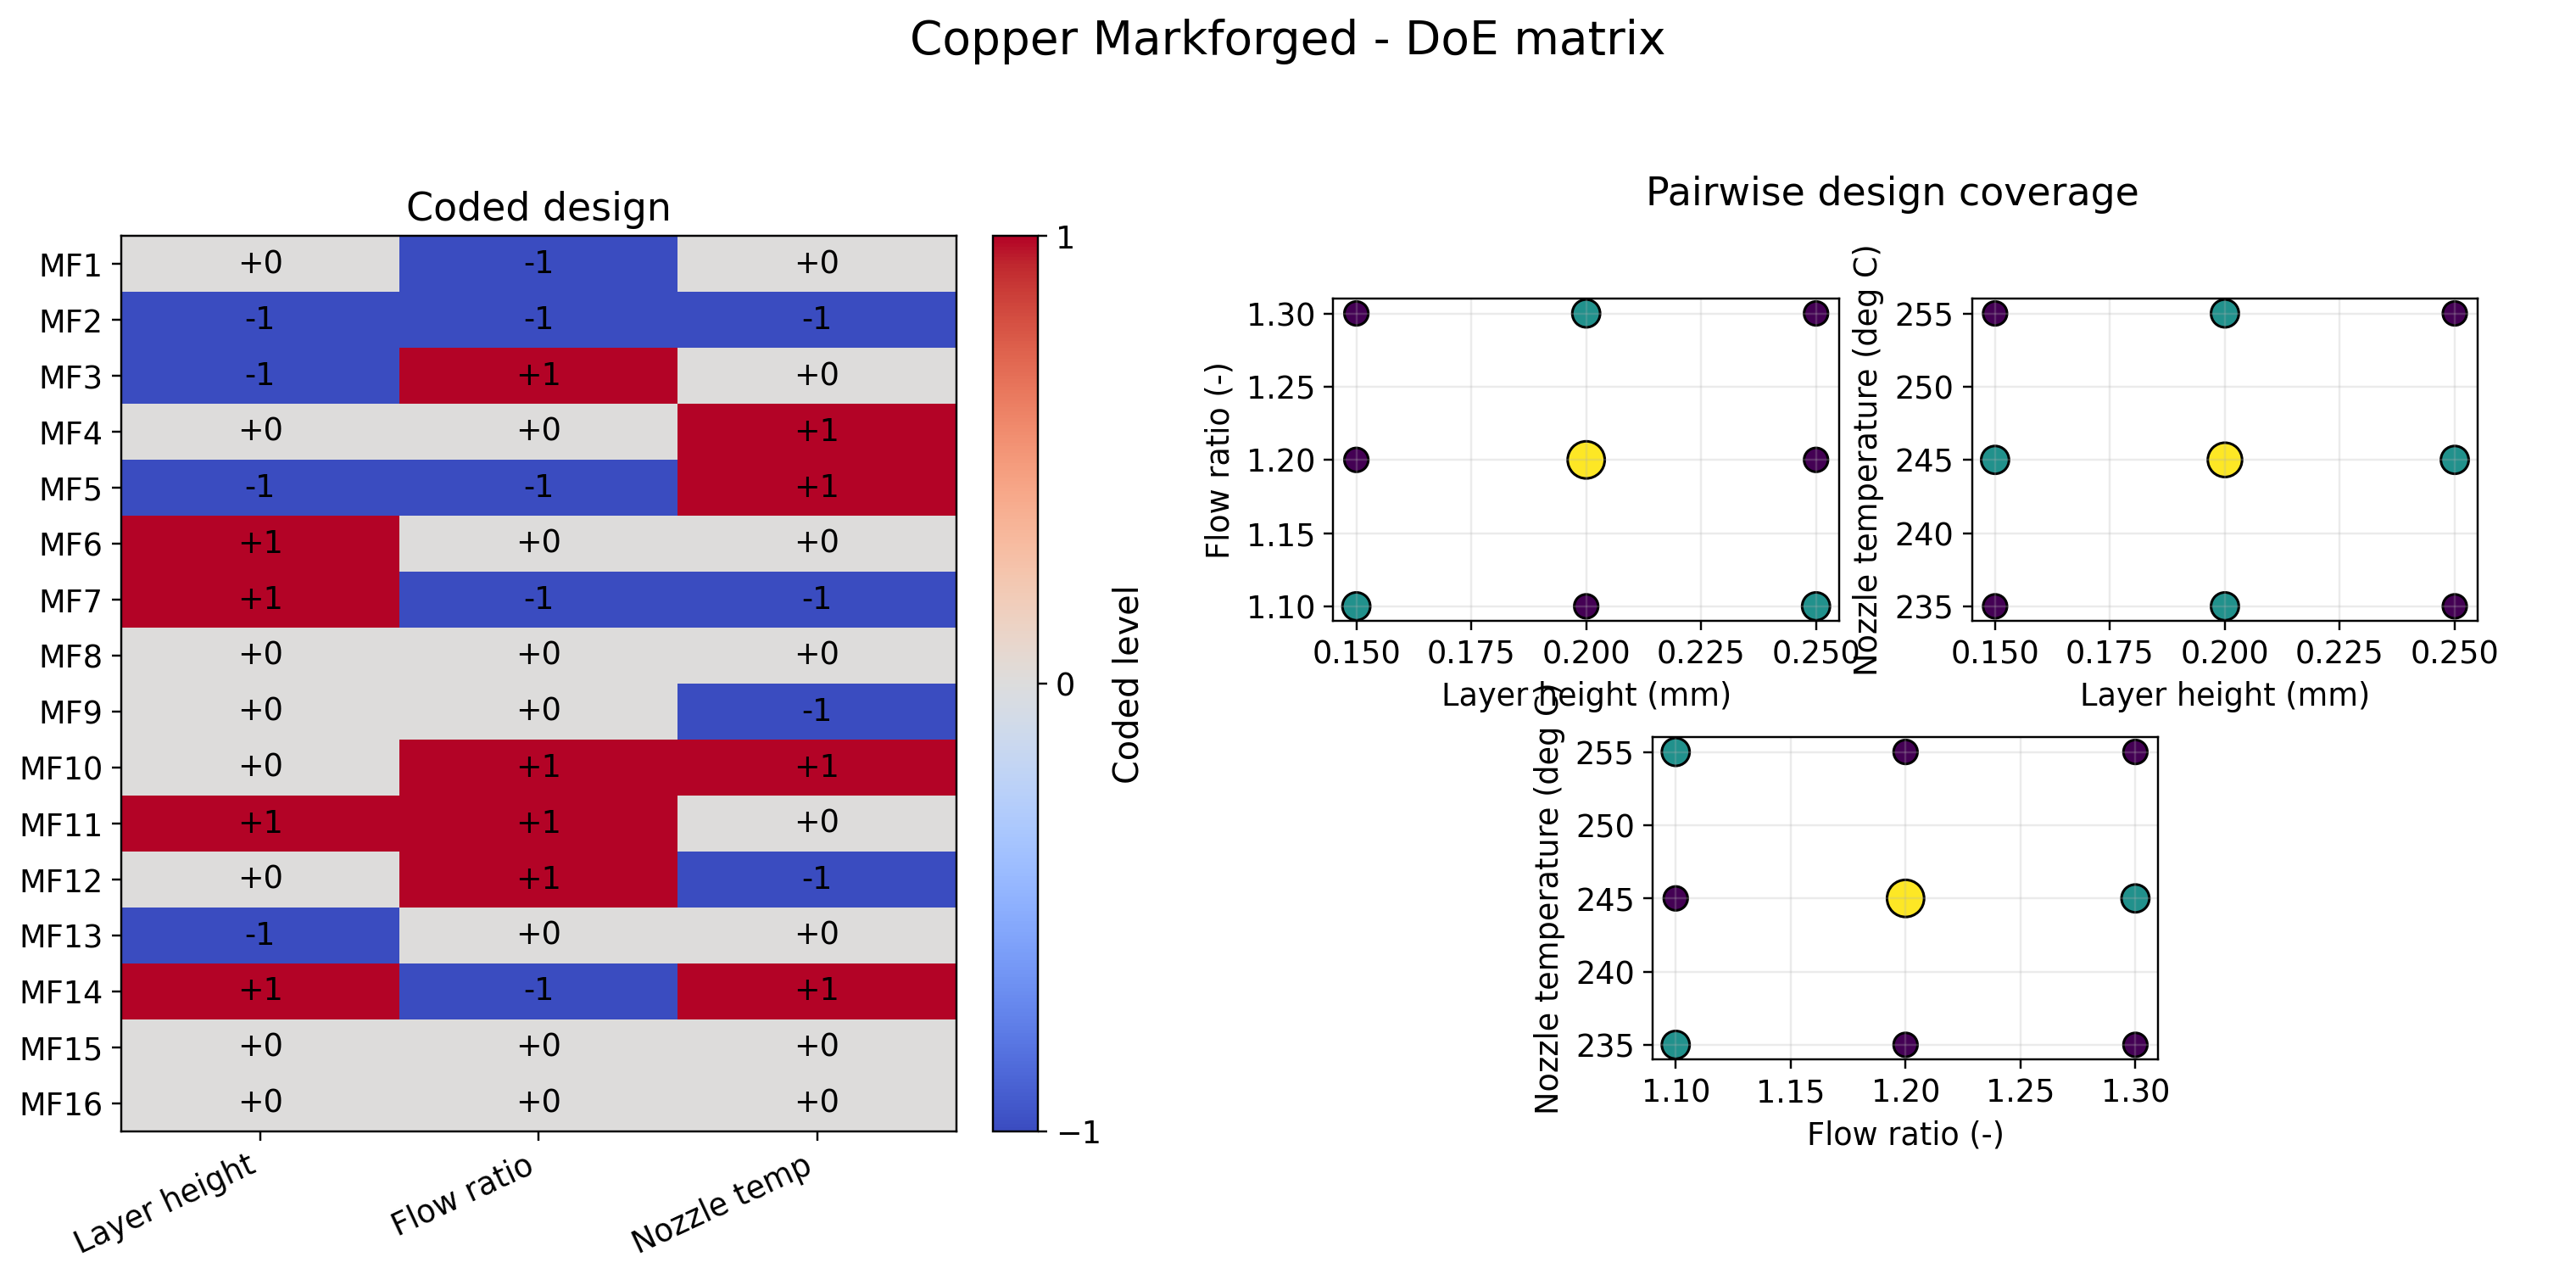 Copper Markforged - DoE matrix
Coded design
MF1 +0 -1 +0
MF2 -1 -1 -1
MF3 -1 +1 +0
MF4 +0 +0 +1
MF5 -1 -1 +1
MF6 +1 +0 +0
MF7 +1 -1 -1
MF8 +0 +0 +0
MF9 +0 +0 -1
MF10 +0 +1 +1
MF11 +1 +1 +0
MF12 +0 +1 -1
MF13 -1 +0 +0
MF14 +1 -1 +1
MF15 +0 +0 +0
MF16 +0 +0 +0
Layer height
Flow ratio
Nozzle temp
1
0
−1
Coded level
Pairwise design coverage
Flow ratio (-)
1.30
1.25
1.20
1.15
1.10
0.150 0.175 0.200 0.225 0.250
Layer height (mm)
Nozzle temperature (deg C)
255
250
245
240
235
0.150 0.175 0.200 0.225 0.250
Layer height (mm)
Nozzle temperature (deg C)
255
250
245
240
235
1.10 1.15 1.20 1.25 1.30
Flow ratio (-)